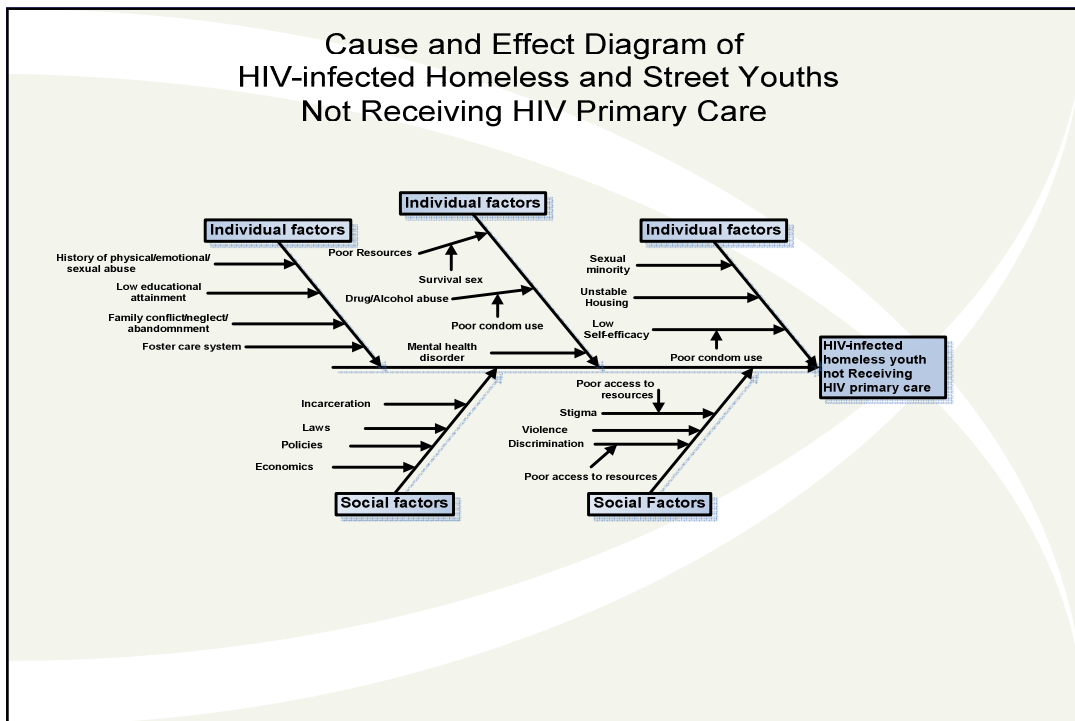 Cause and Effect Diagram of
HIV-infected Homeless and Street Youths
Not Receiving HIV Primary Care
Individual factors
History of physical/emotional/
sexual abuse
Low educational
attainment
Family conflict/neglect/
abandomnment
Foster care system
Individual factors
Poor Resources
Survival sex
Drug/Alcohol abuse
Poor condom use
Mental health
disorder
Individual factors
Sexual
minority
Unstable
Housing
Low
Self-efficacy
Poor condom use
HIV-infected
homeless youth
not Receiving
HIV primary care
Incarceration
Laws
Policies
Economics
Social factors
Poor access to
resources
Stigma
Violence
Discrimination
Poor access to resources
Social Factors